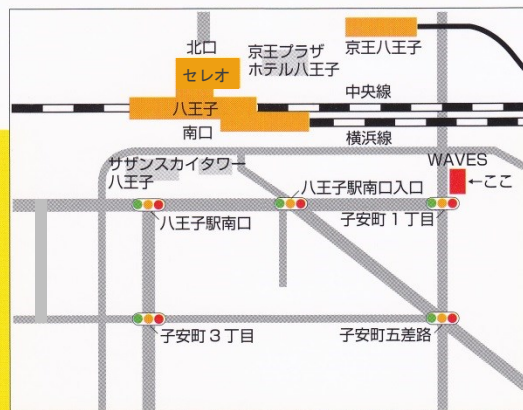 北口
セレオ
京王プラザ
ホテル八王子
京王八王子
中央線
八王子
南口
横浜線
サザンスカイタワー
八王子
WAVES
←ここ
八王子駅南口入口
八王子駅南口
子安町1丁目
子安町3丁目
子安町五差路